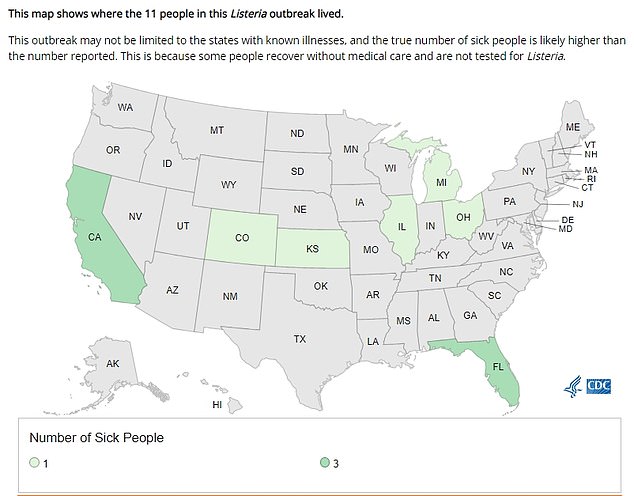 This map shows where the 11 people in this Listeria outbreak lived.
This outbreak may not be limited to the states with known illnesses, and the true number of sick people is likely higher than
the number reported. This is because some people recover without medical care and are not tested for Listeria.
WA
MT
ND
MN
ME
VT
NH
OR
ID
SD
WI
MI
NY
MA
RI
CT
WY
IA
PA
NJ
NE
NV
UT
CO
KS
IL
IN
OH
DE
MD
CA
MO
KY
WV
VA
AZ
NM
OK
AR
TN
NC
SC
TX
LA
MS
AL
GA
AK
FL
HI
CDC
Number of Sick People
1
3